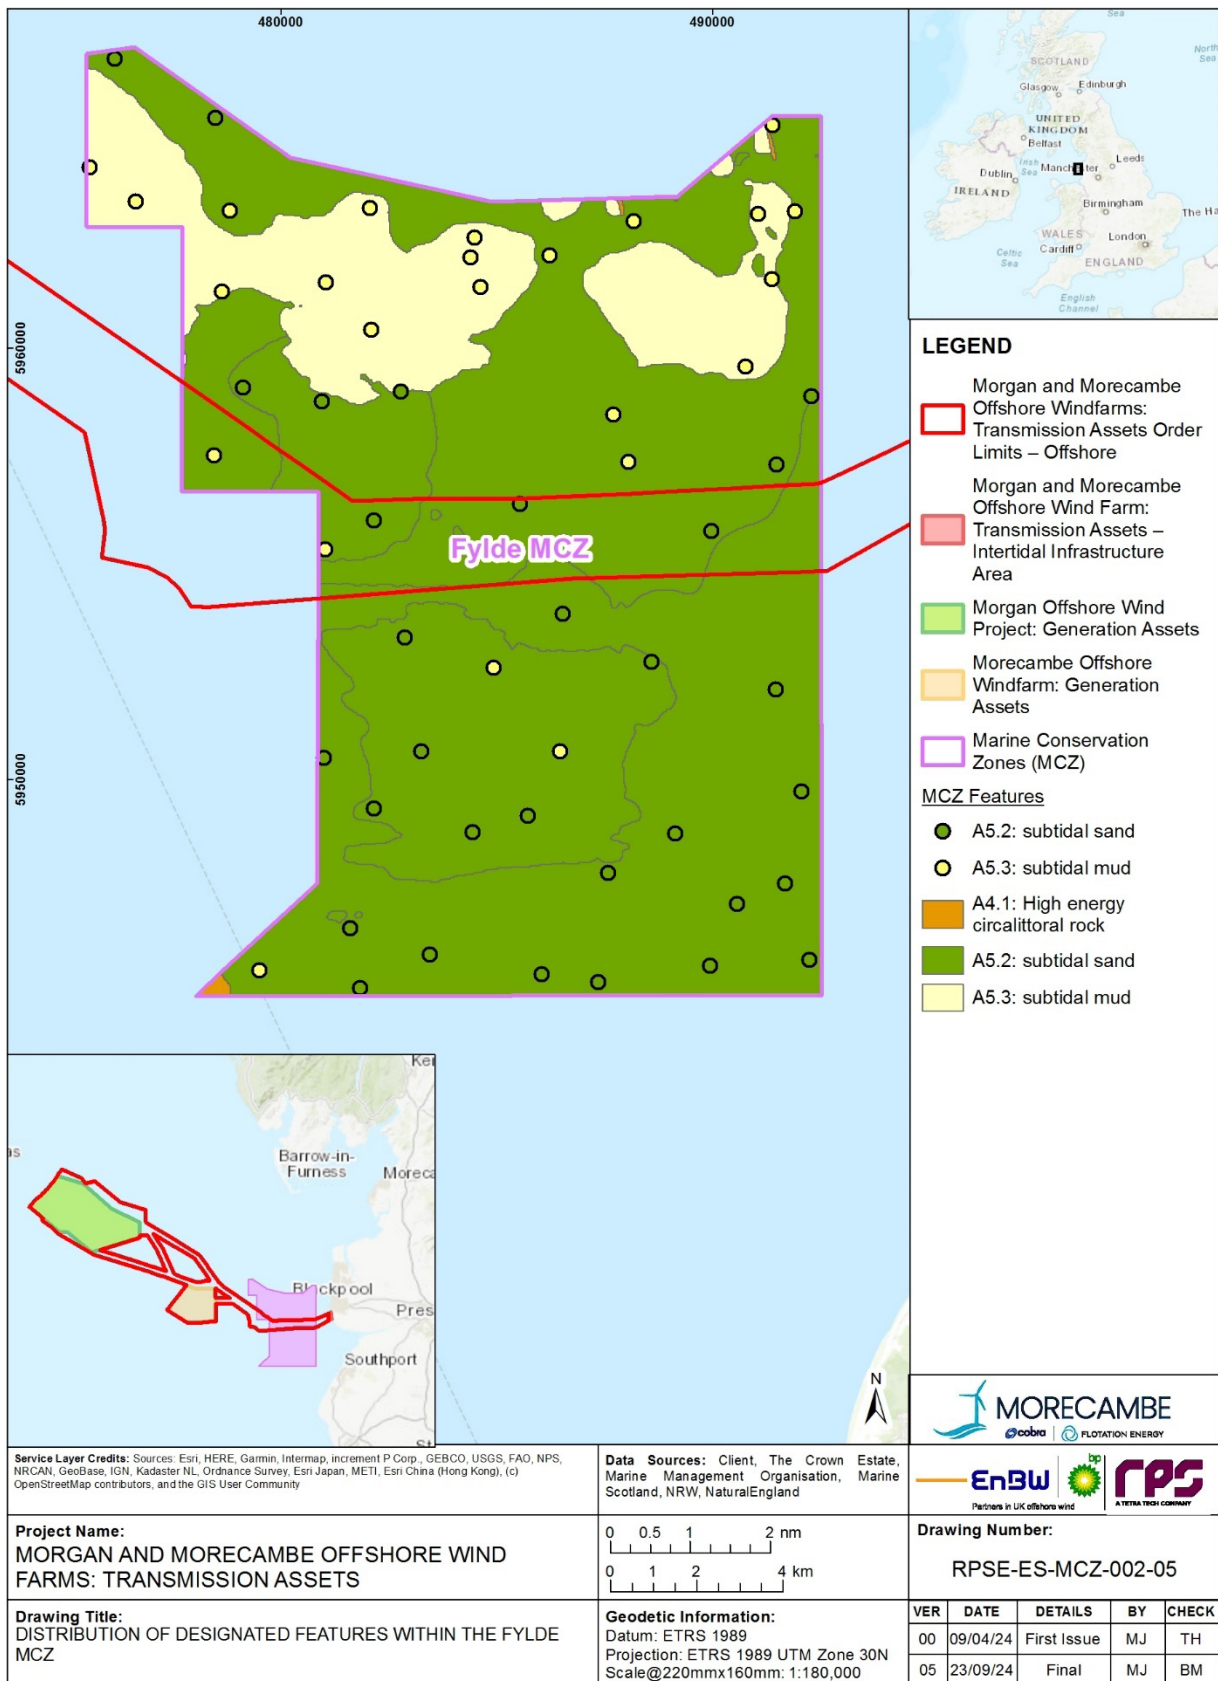 480000
490000
5960000
5950000
Fylde MCZ
Sea
North
Sea
SCOTLAND
Glasgow
Edinburgh
UNITED
KINGDOM
Belfast
Irish
Sea
Leeds
Dublin
IRELAND
Birmingham
The Ha
WALES
Cardiff
London
ENGLAND
Celtic
Sea
English
Channel
LEGEND
Morgan and Morecambe
Offshore Windfarms:
Transmission Assets Order
Limits – Offshore
Morgan and Morecambe
Offshore Wind Farm:
Transmission Assets –
Intertidal Infrastructure
Area
Morgan Offshore Wind
Project: Generation Assets
Morecambe Offshore
Windfarm: Generation
Assets
Marine Conservation
Zones (MCZ)
MCZ Features
A5.2: subtidal sand
A5.3: subtidal mud
A4.1: High energy
circalittoral rock
A5.2: subtidal sand
A5.3: subtidal mud
Ke
as
Barrow-in-
Furness
Moreca
Blackpool
Pres
Southport
St
N
MORECAMBE
cobra
FLOTATION ENERGY
Service Layer Credits: Sources: Esri, HERE, Garmin, Intermap, increment P Corp., GEBCO, USGS, FAO, NPS,
NRCAN, GeoBase, IGN, Kadaster NL, Ordnance Survey, Esri Japan, METI, Esri China (Hong Kong), (c)
OpenStreetMap contributors, and the GIS User Community
Data Sources: Client, The Crown Estate,
Marine Management Organisation, Marine
Scotland, NRW, NaturalEngland
EnBW
Partners in UK offshore wind
bp
rps
A TETRA TECH COMPANY
Project Name:
MORGAN AND MORECAMBE OFFSHORE WIND
FARMS: TRANSMISSION ASSETS
0 0.5 1 2 nm
0 1 2 4 km
Drawing Number:
RPSE-ES-MCZ-002-05
Drawing Title:
DISTRIBUTION OF DESIGNATED FEATURES WITHIN THE FYLDE
MCZ
Geodetic Information:
Datum: ETRS 1989
Projection: ETRS 1989 UTM Zone 30N
Scale@220mmx160mm: 1:180,000
VER DATE DETAILS BY CHECK
00 09/04/24 First Issue MJ TH
05 23/09/24 Final MJ BM